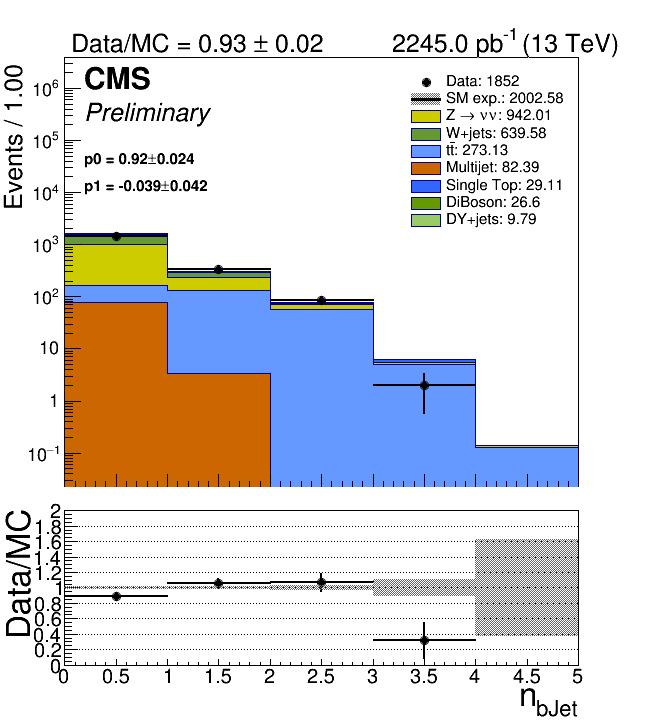 Data/MC = 0.93 ± 0.02 2245.0 pb⁻¹ (13 TeV)
CMS
Preliminary
p0 = 0.92±0.024
p1 = -0.039±0.042
Data: 1852
SM exp.: 2002.58
Z → νν: 942.01
W+jets: 639.58
tt̄: 273.13
Multijet: 82.39
Single Top: 29.11
DiBoson: 26.6
DY+jets: 9.79
Events / 1.00
10⁶
10⁵
10⁴
10³
10²
10
1
10⁻¹
Data/MC
2
1.8
1.6
1.4
1.2
1
0.8
0.6
0.4
0.2
0
0 0.5 1 1.5 2 2.5 3 3.5 4 4.5 5
n_bJet